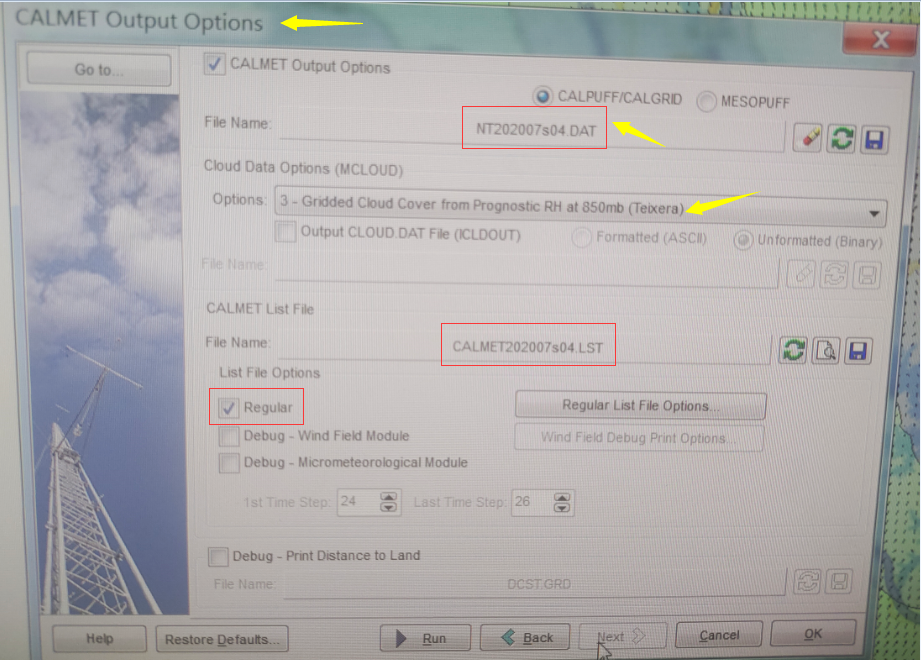 CALMET Output Options
Go to...
CALMET Output Options
CALPUFF/CALGRID MESOPUFF
File Name: NT202007s04.DAT
Cloud Data Options (MCLOUD)
Options: 3 - Gridded Cloud Cover from Prognostic RH at 850mb (Teixera)
Output CLOUD.DAT File (ICLDOUT) Formatted (ASCII) Unformatted (Binary)
File Name:
CALMET List File
File Name: CALMET202007s04.LST
List File Options
Regular Regular List File Options...
Debug - Wind Field Module Wind Field Debug Print Options...
Debug - Micrometeorological Module
1st Time Step: 24 Last Time Step: 26
Debug - Print Distance to Land
File Name: DCST.GRD
Help Restore Defaults... Run Back Next Cancel OK